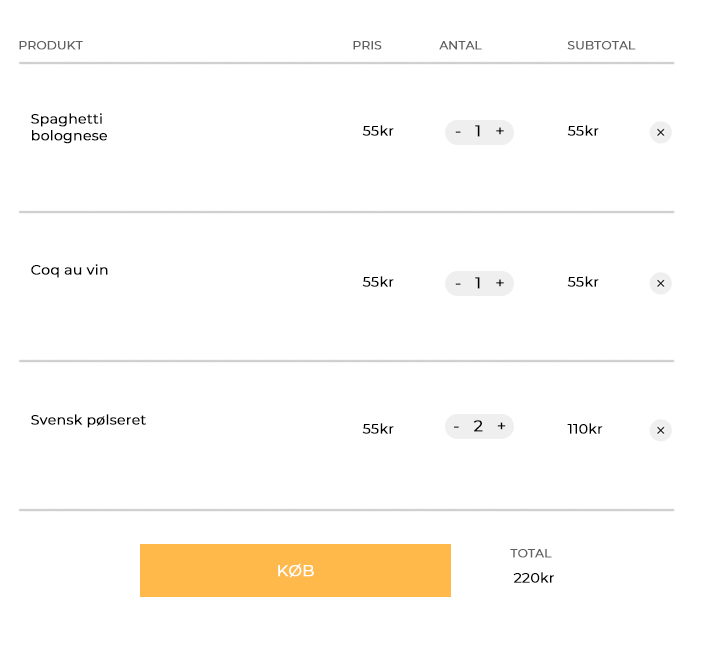 PRODUKT PRIS ANTAL SUBTOTAL
Spaghetti
bolognese
55kr - 1 + 55kr ×
Coq au vin
55kr - 1 + 55kr ×
Svensk pølseret
55kr - 2 + 110kr ×
KØB
TOTAL
220kr